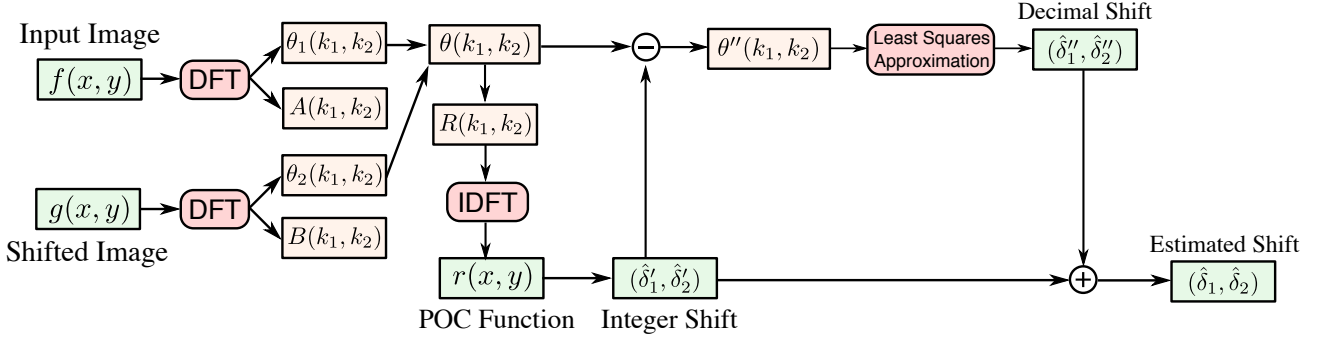 Input Image
f(x, y)
DFT
θ₁(k₁, k₂)
A(k₁, k₂)
g(x, y)
Shifted Image
DFT
θ₂(k₁, k₂)
B(k₁, k₂)
θ(k₁, k₂)
R(k₁, k₂)
IDFT
r(x, y)
POC Function
(δ̂′₁, δ̂′₂)
Integer Shift
−
θ′′(k₁, k₂)
Least Squares
Approximation
Decimal Shift
(δ̂′′₁, δ̂′′₂)
+
Estimated Shift
(δ̂₁, δ̂₂)